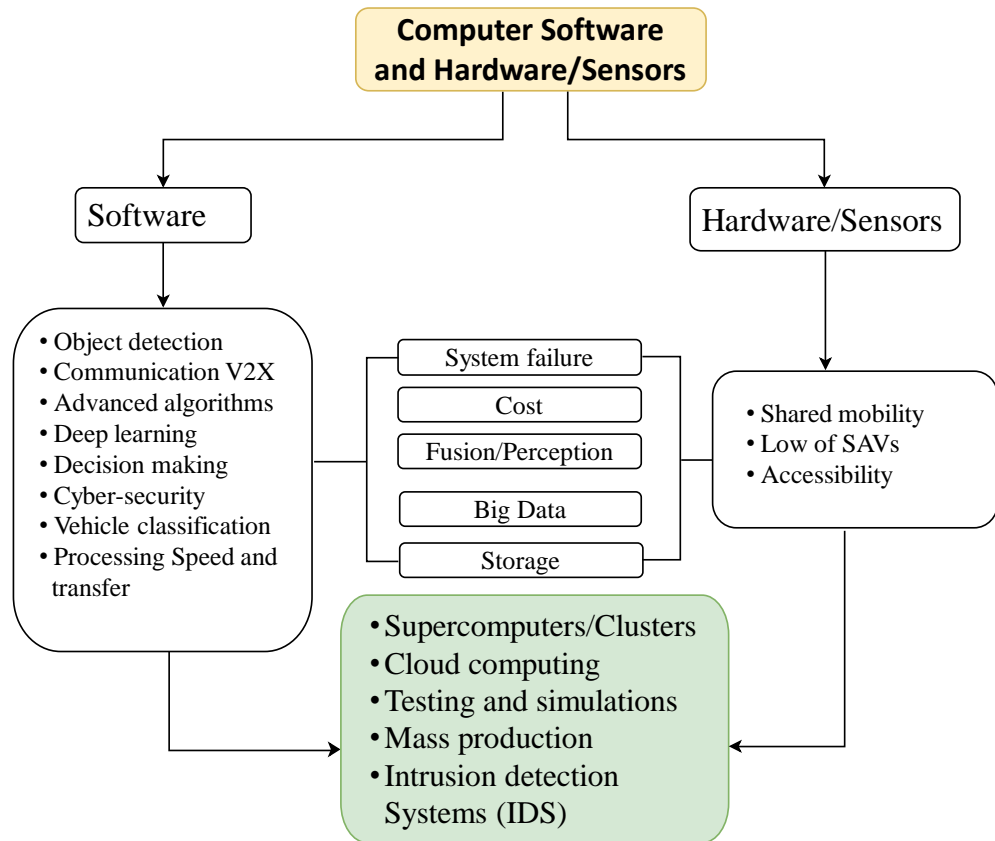 Computer Software
and Hardware/Sensors
Software
Hardware/Sensors
• Object detection
• Communication V2X
• Advanced algorithms
• Deep learning
• Decision making
• Cyber-security
• Vehicle classification
• Processing Speed and
transfer
System failure
Cost
Fusion/Perception
Big Data
Storage
• Shared mobility
• Low of SAVs
• Accessibility
• Supercomputers/Clusters
• Cloud computing
• Testing and simulations
• Mass production
• Intrusion detection
Systems (IDS)